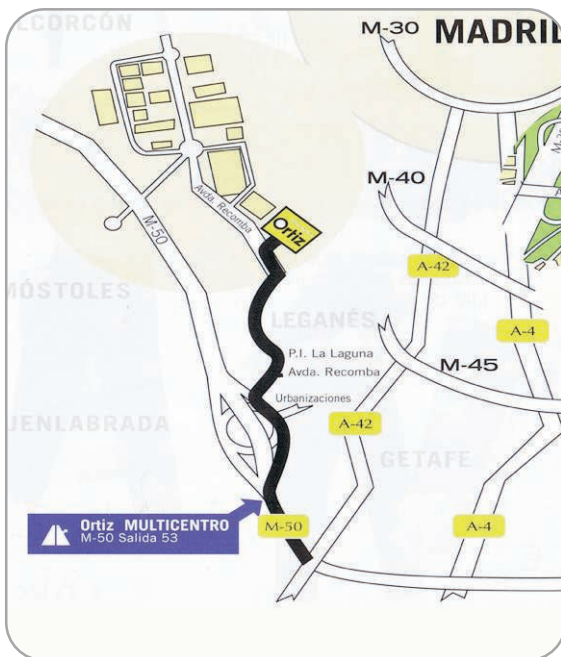 ALCORCÓN
M-30
MADRID
M-40
Avda. Recomba
M-50
Ortiz
A-42
MÓSTOLES
LEGANÉS
A-4
P.I. La Laguna
Avda. Recomba
M-45
Urbanizaciones
UENLABRADA
A-42
GETAFE
Ortiz MULTICENTRO
M-50 Salida 53
M-50
A-4